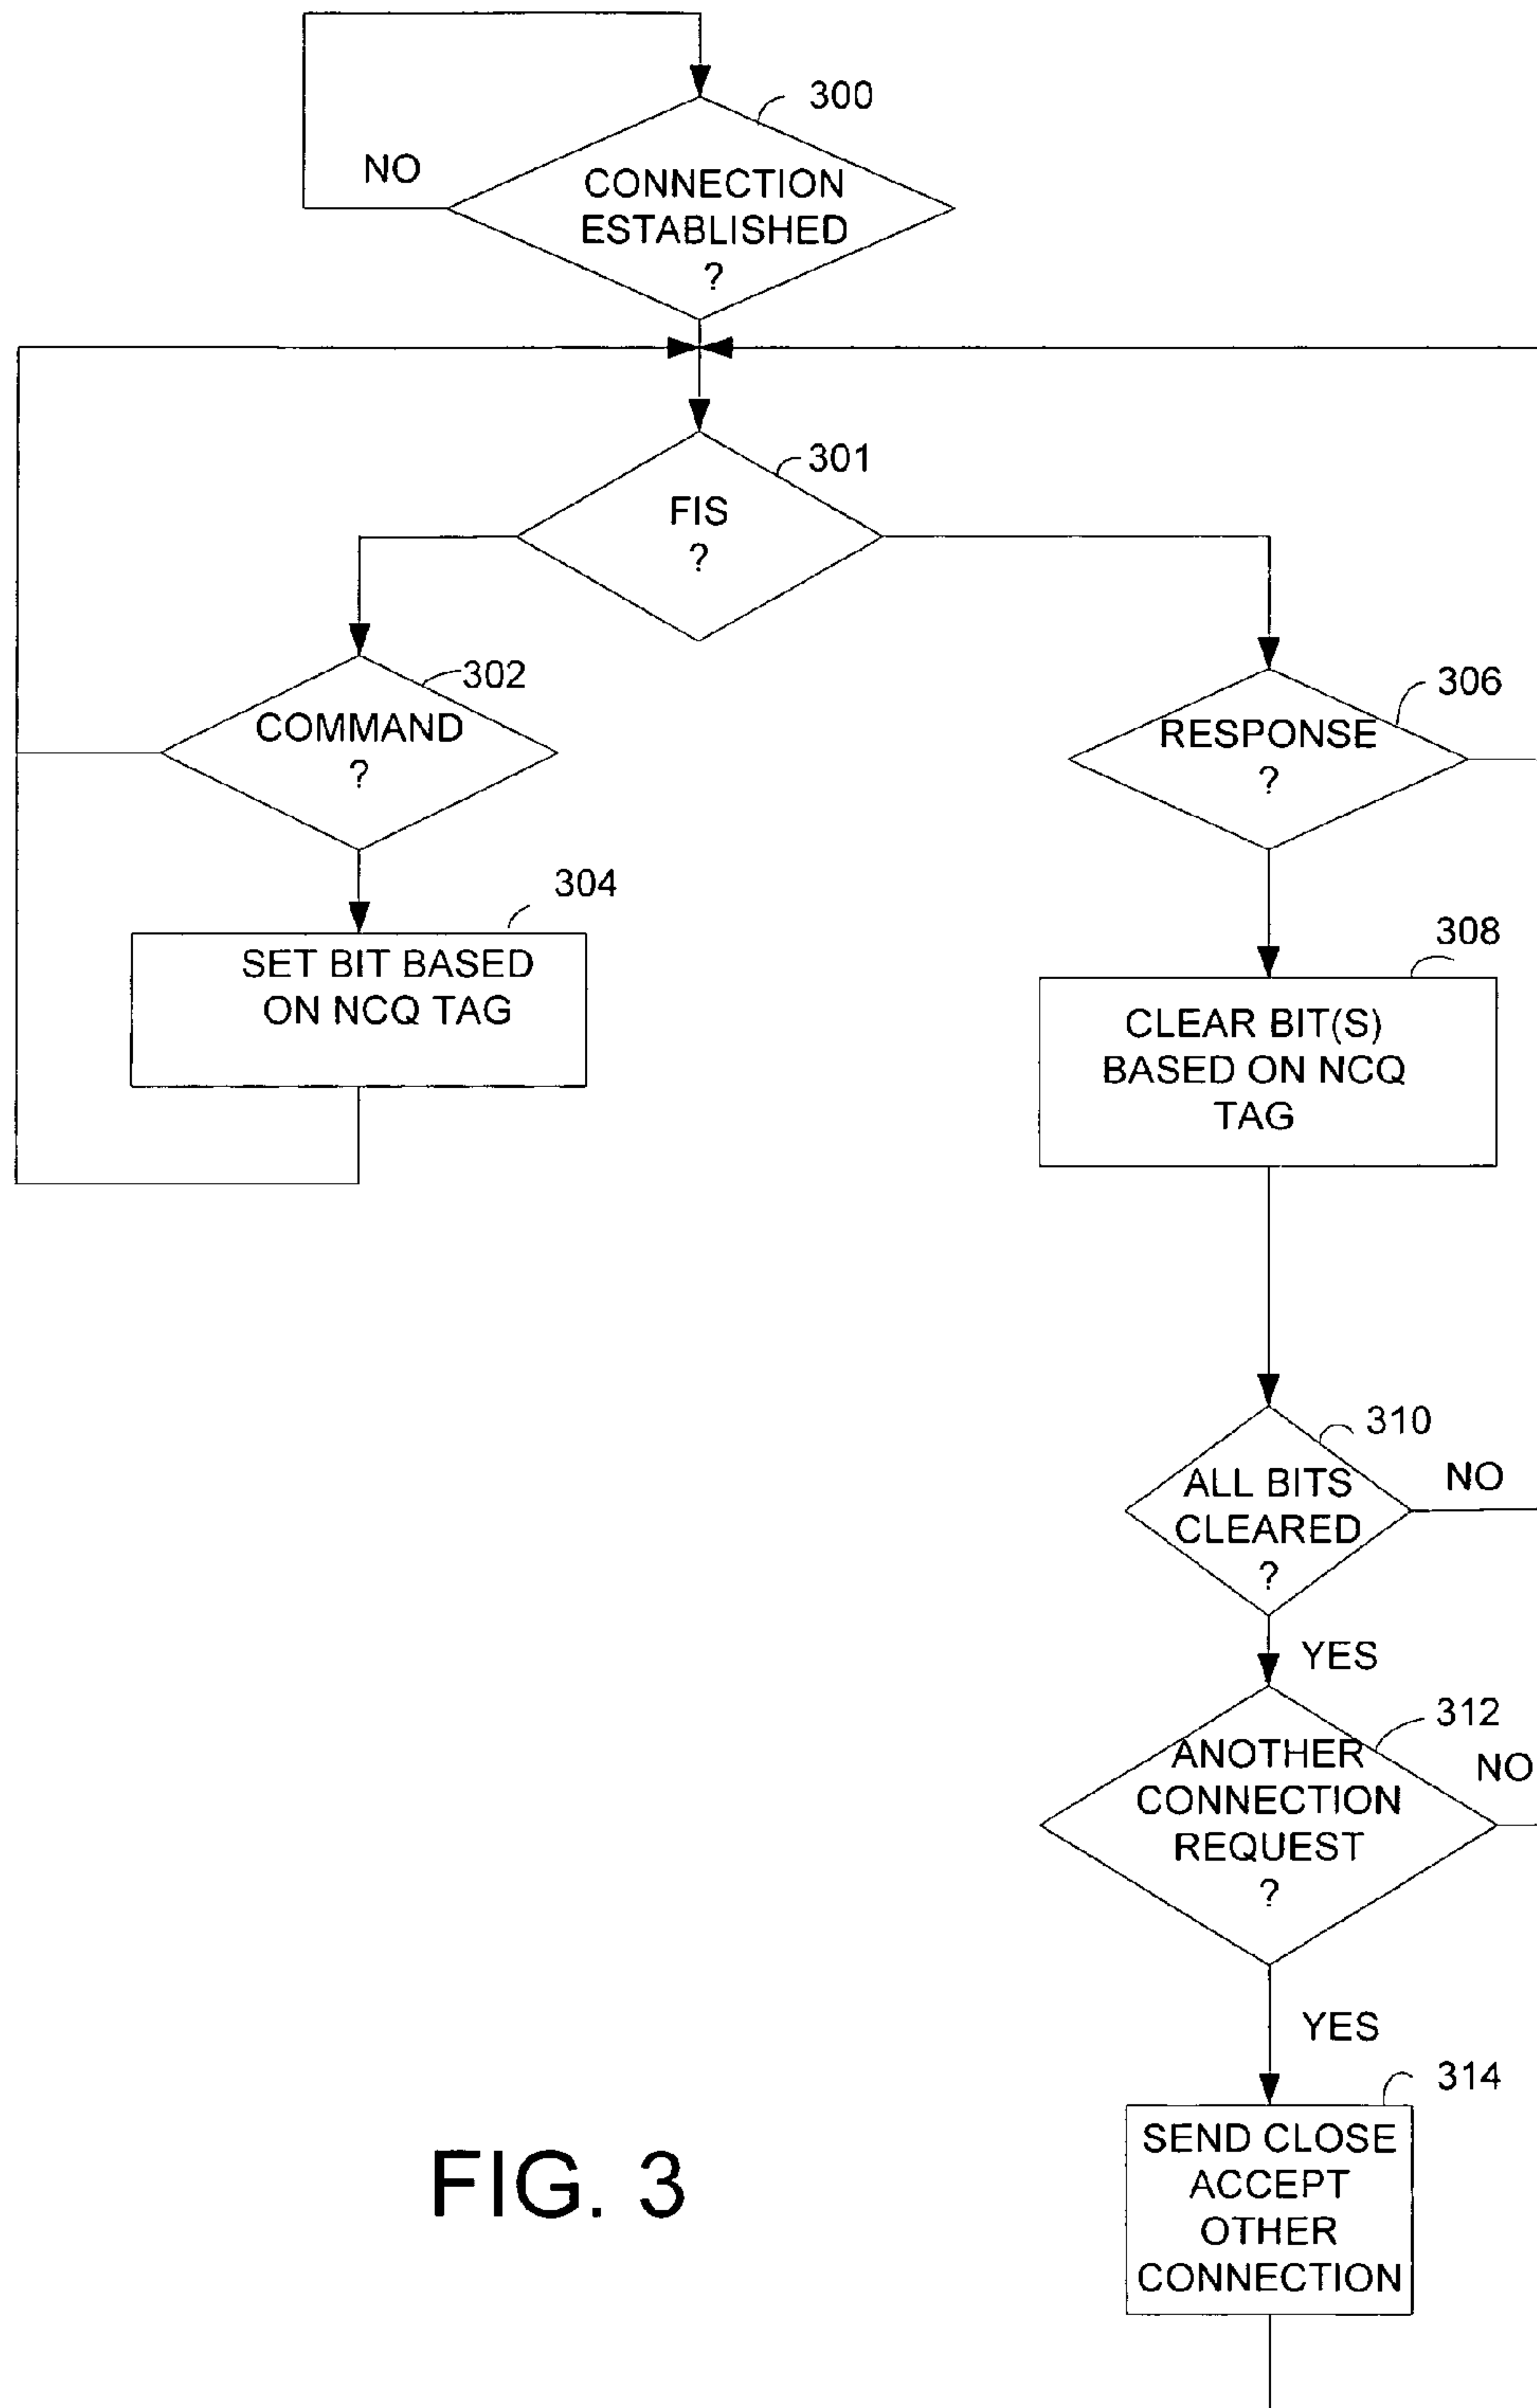 300
NO
CONNECTION
ESTABLISHED
?
301
FIS
?
302
COMMAND
?
306
RESPONSE
?
304
SET BIT BASED
ON NCQ TAG
308
CLEAR BIT(S)
BASED ON NCQ
TAG
310
ALL BITS
CLEARED
?
NO
YES
312
ANOTHER
CONNECTION
REQUEST
?
NO
YES
314
SEND CLOSE
ACCEPT
OTHER
CONNECTION
FIG. 3